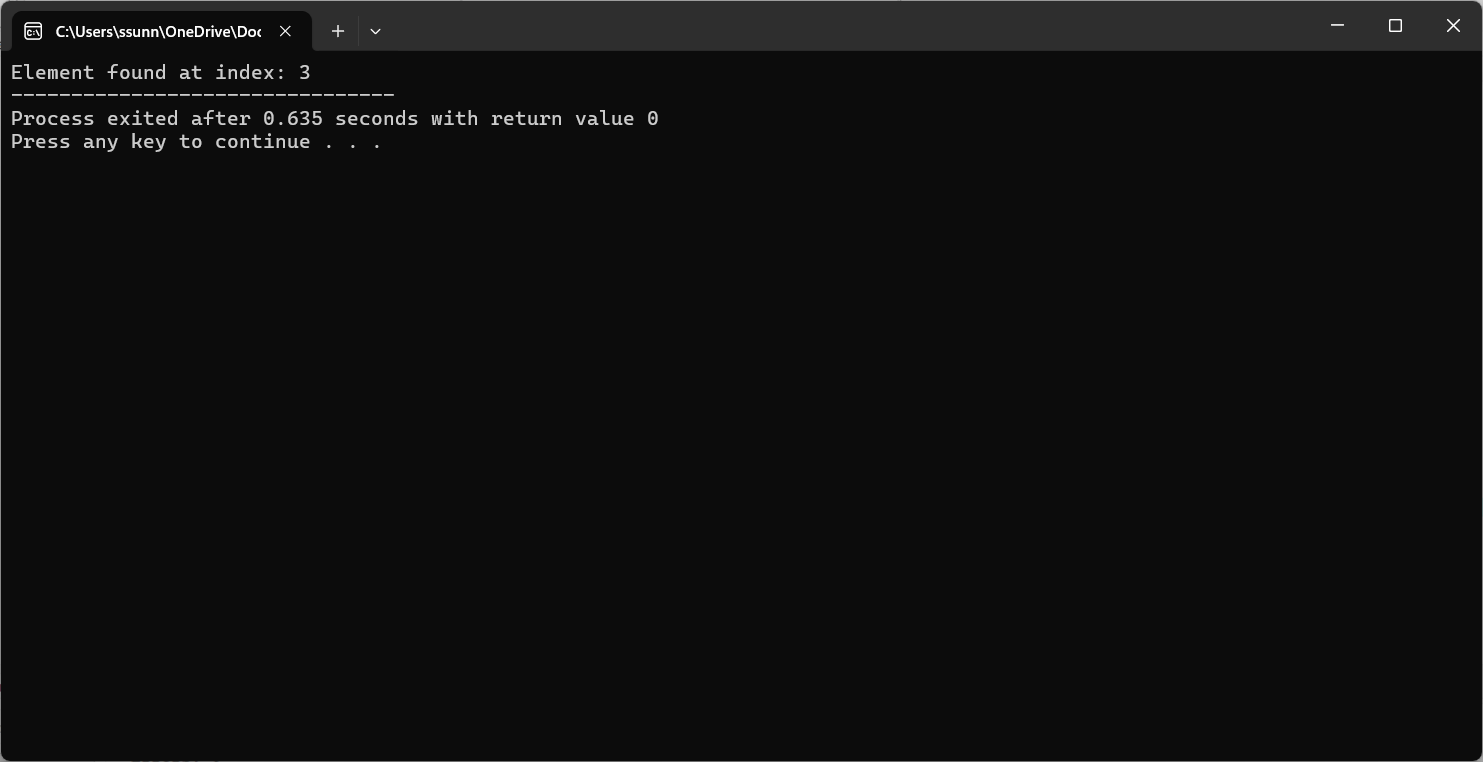 C:\Users\ssunn\OneDrive\Doc
Element found at index: 3
--------------------------------
Process exited after 0.635 seconds with return value 0
Press any key to continue . . .